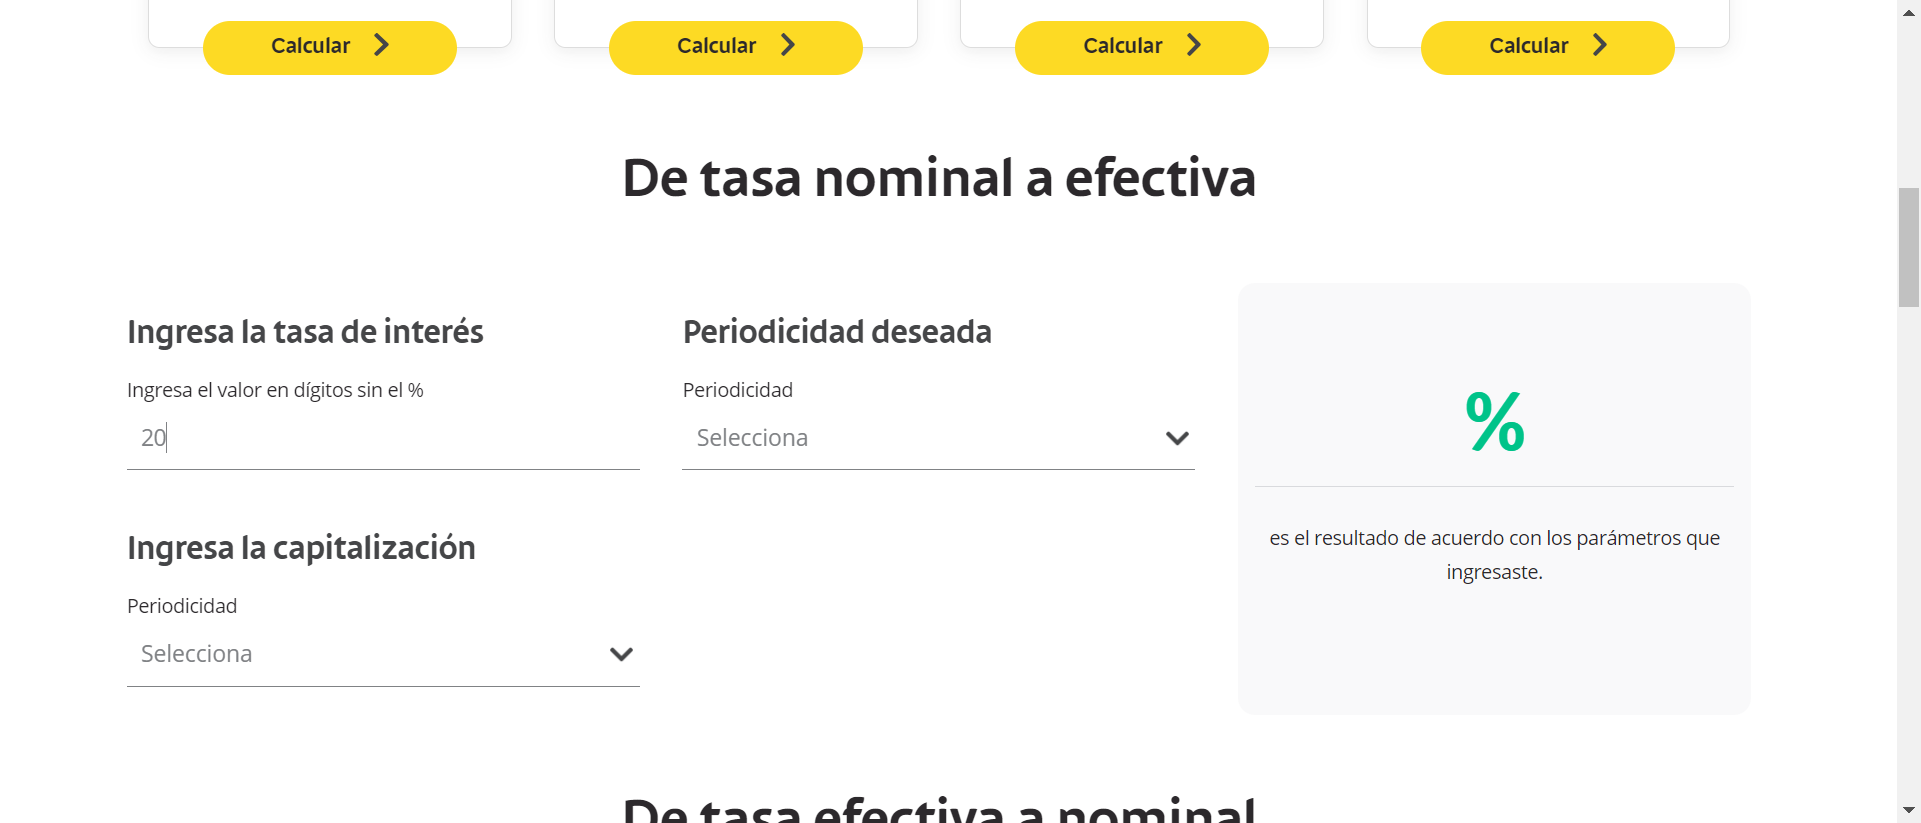 Calcular
Calcular
Calcular
Calcular
De tasa nominal a efectiva
Ingresa la tasa de interés
Ingresa el valor en dígitos sin el %
20
Periodicidad deseada
Periodicidad
Selecciona
Ingresa la capitalización
Periodicidad
Selecciona
%
es el resultado de acuerdo con los parámetros que
ingresaste.
De tasa efectiva a nominal